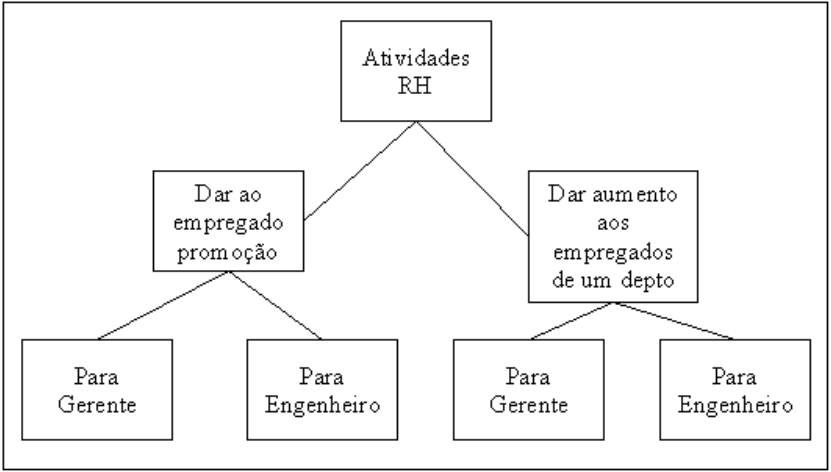 Atividades
RH
Dar ao
empregado
promoção
Dar aumento
aos
empregados
de um depto
Para
Gerente
Para
Engenheiro
Para
Gerente
Para
Engenheiro